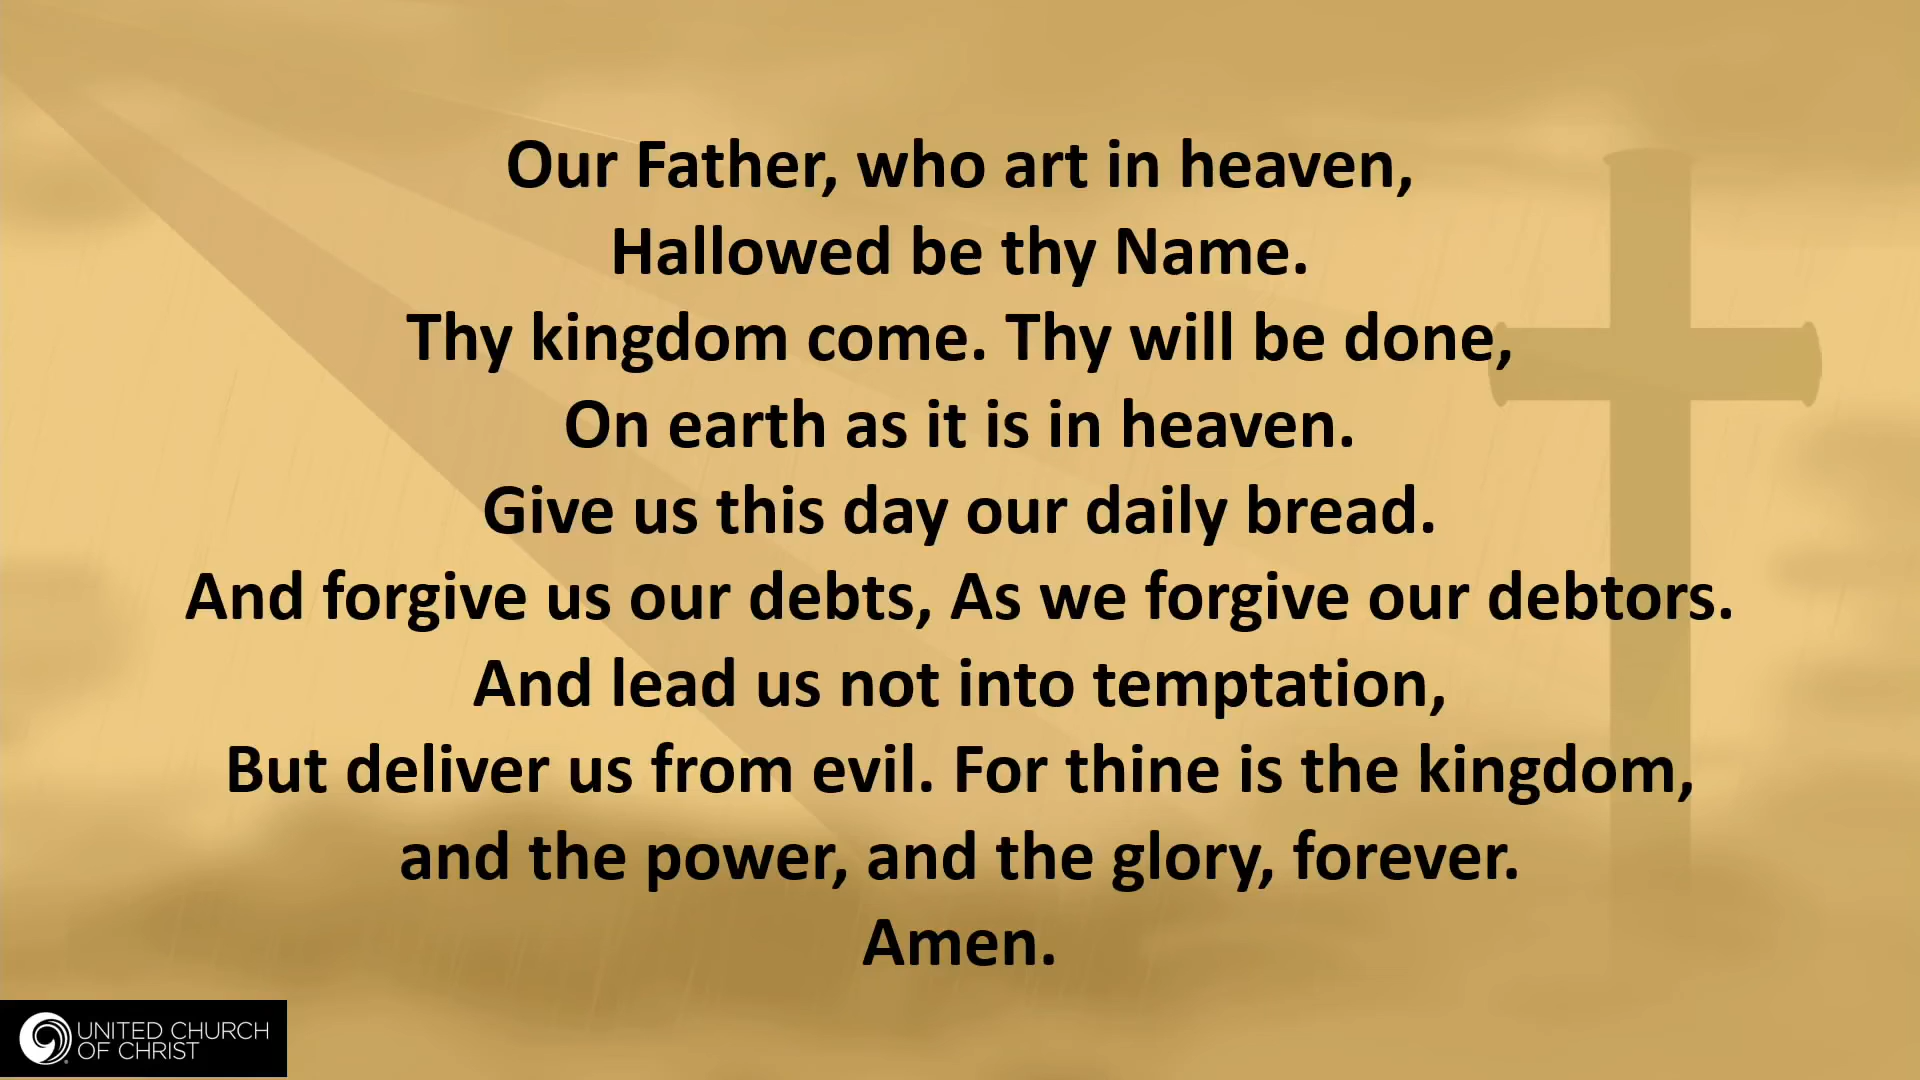 Our Father, who art in heaven,
Hallowed be thy Name.
Thy kingdom come. Thy will be done,
On earth as it is in heaven.
Give us this day our daily bread.
And forgive us our debts, As we forgive our debtors.
And lead us not into temptation,
But deliver us from evil. For thine is the kingdom,
and the power, and the glory, forever.
Amen.
UNITED CHURCH
OF CHRIST